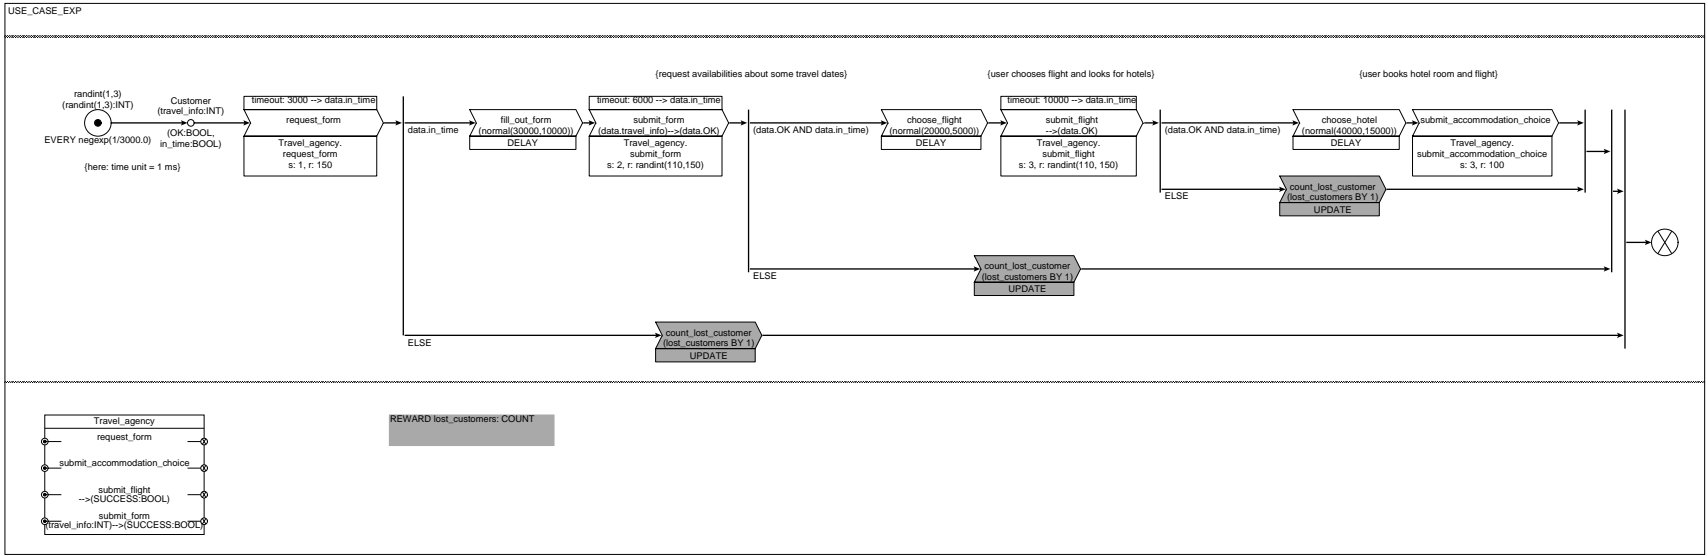 USE_CASE_EXP
{request availabilities about some travel dates}
{user chooses flight and looks for hotels}
{user books hotel room and flight}
randint(1,3)
(randint(1,3):INT)
EVERY negexp(1/3000.0)
{here: time unit = 1 ms}
Customer
(travel_info:INT)
(OK:BOOL,
in_time:BOOL)
timeout: 3000 --> data.in_time
request_form
Travel_agency.
request_form
s: 1, r: 150
data.in_time
fill_out_form
(normal(30000,10000))
DELAY
timeout: 6000 --> data.in_time
submit_form
(data.travel_info)-->(data.OK)
Travel_agency.
submit_form
s: 2, r: randint(110,150)
(data.OK AND data.in_time)
choose_flight
(normal(20000,5000))
DELAY
timeout: 10000 --> data.in_time
submit_flight
-->(data.OK)
Travel_agency.
submit_flight
s: 3, r: randint(110, 150)
(data.OK AND data.in_time)
choose_hotel
(normal(40000,15000))
DELAY
submit_accommodation_choice
Travel_agency.
submit_accommodation_choice
s: 3, r: 100
ELSE
count_lost_customer
(lost_customers BY 1)
UPDATE
ELSE
count_lost_customer
(lost_customers BY 1)
UPDATE
ELSE
count_lost_customer
(lost_customers BY 1)
UPDATE
Travel_agency
request_form
submit_accommodation_choice
submit_flight
-->(SUCCESS:BOOL)
submit_form
(travel_info:INT)-->(SUCCESS:BOOL)
REWARD lost_customers: COUNT